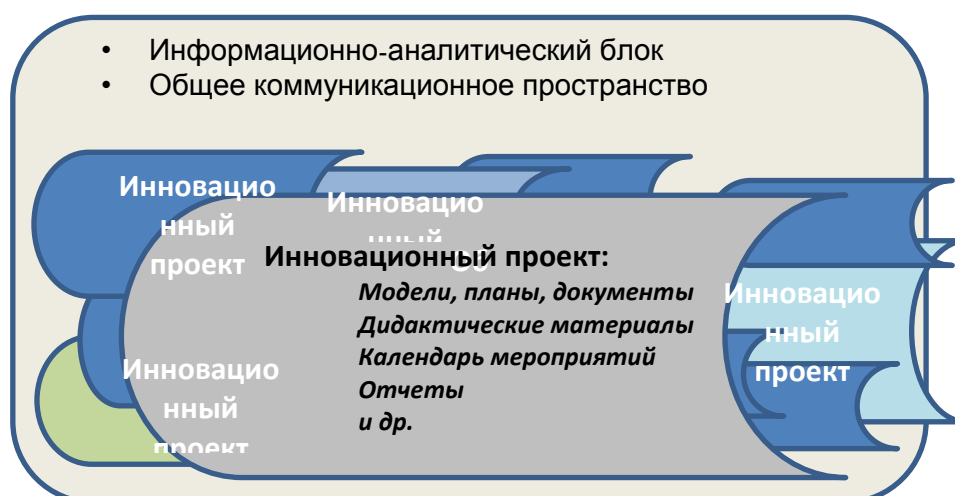 • Информационно-аналитический блок
• Общее коммуникационное пространство
Инновацио
нный
проект
Инновацио
нный
Инновационный проект:
Модели, планы, документы
Дидактические материалы
Календарь мероприятий
Отчеты
и др.
Инновацио
нный
проект
Инновацио
нный
проект